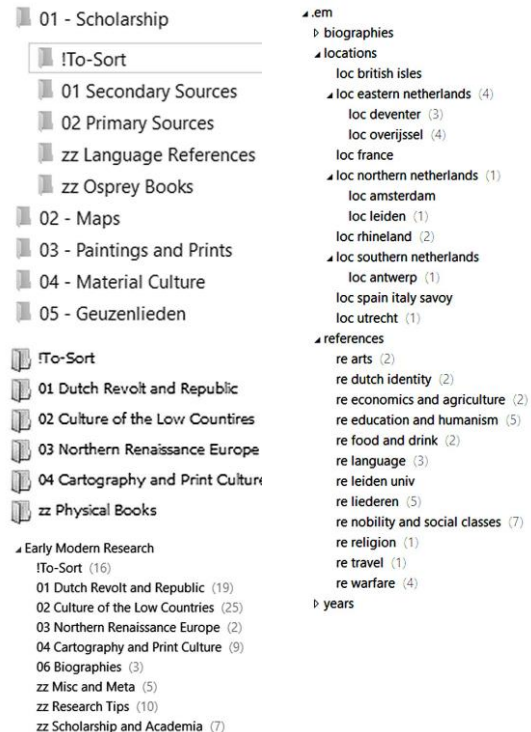 01 - Scholarship
!To-Sort
01 Secondary Sources
02 Primary Sources
zz Language References
zz Osprey Books
02 - Maps
03 - Paintings and Prints
04 - Material Culture
05 - Geuzenlieden
!To-Sort
01 Dutch Revolt and Republic
02 Culture of the Low Countires
03 Northern Renaissance Europe
04 Cartography and Print Culture
zz Physical Books
Early Modern Research
!To-Sort (16)
01 Dutch Revolt and Republic (19)
02 Culture of the Low Countries (25)
03 Northern Renaissance Europe (2)
04 Cartography and Print Culture (9)
06 Biographies (3)
zz Misc and Meta (5)
zz Research Tips (10)
zz Scholarship and Academia (7)
.em
biographies
locations
loc british isles
loc eastern netherlands (4)
loc deventer (3)
loc overijssel (4)
loc france
loc northern netherlands (1)
loc amsterdam
loc leiden (1)
loc rhineland (2)
loc southern netherlands
loc antwerp (1)
loc spain italy savoy
loc utrecht (1)
references
re arts (2)
re dutch identity (2)
re economics and agriculture (2)
re education and humanism (5)
re food and drink (2)
re language (3)
re leiden univ
re liederen (5)
re nobility and social classes (7)
re religion (1)
re travel (1)
re warfare (4)
years